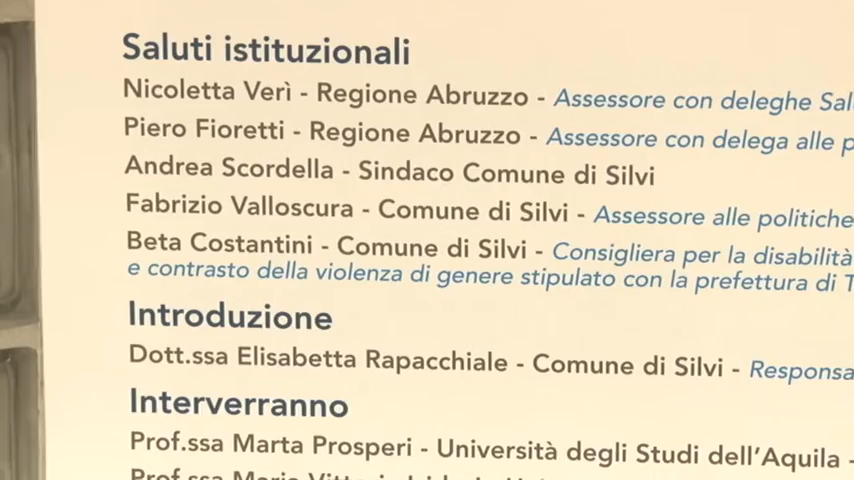 Saluti istituzionali
Nicoletta Verì - Regione Abruzzo - Assessore con deleghe
Piero Fioretti - Regione Abruzzo - Assessore con delega alle
Andrea Scordella - Sindaco Comune di Silvi
Fabrizio Valloscura - Comune di Silvi - Assessore alle politiche
Beta Costantini - Comune di Silvi - Consigliera per la disabilità
e contrasto della violenza di genere stipulato con la prefettura di
Introduzione
Dott.ssa Elisabetta Rapacchiale - Comune di Silvi -
Interverranno
Prof.ssa Marta Prosperi - Università degli Studi dell'Aquila -
Prof.ssa